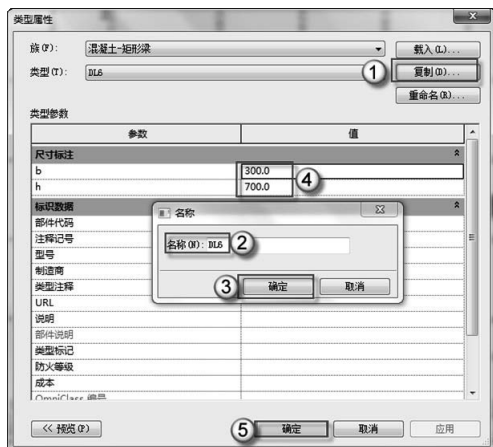 类型属性
族(F): 混凝土-矩形梁 载入(L)...
类型(T): DL6 ① 复制(D)...
重命名(R)...
类型参数
参数 值
尺寸标注
b 300.0
h 700.0 ④
标识数据
部件代码
注释记号
型号
制造商
类型注释
URL
说明
部件说明
类型标记
防火等级
成本
OmniClass 编号
名称
名称(N): DL6 ②
③ 确定 取消
<< 预览(P) ⑤ 确定 取消 应用